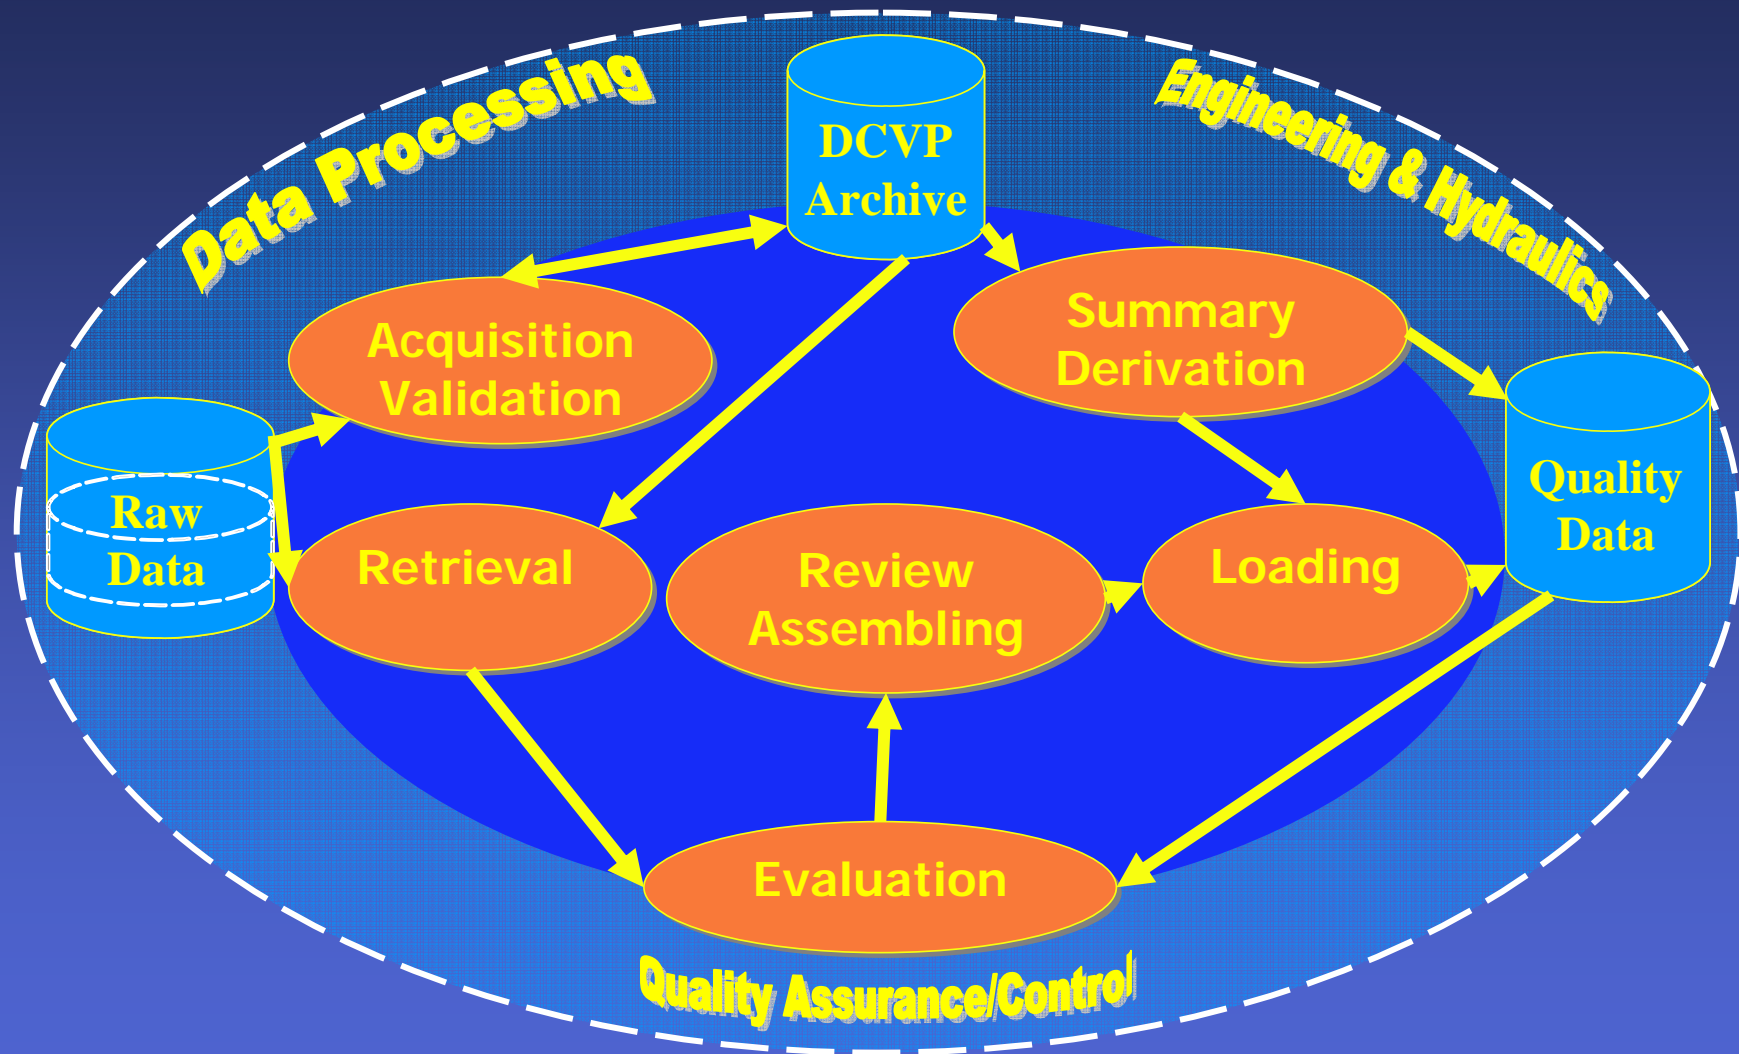 Data Processing
Engineering & Hydraulics
DCVP
Archive
Acquisition
Validation
Summary
Derivation
Raw
Data
Quality
Data
Retrieval
Review
Assembling
Loading
Evaluation
Quality Assurance/Control